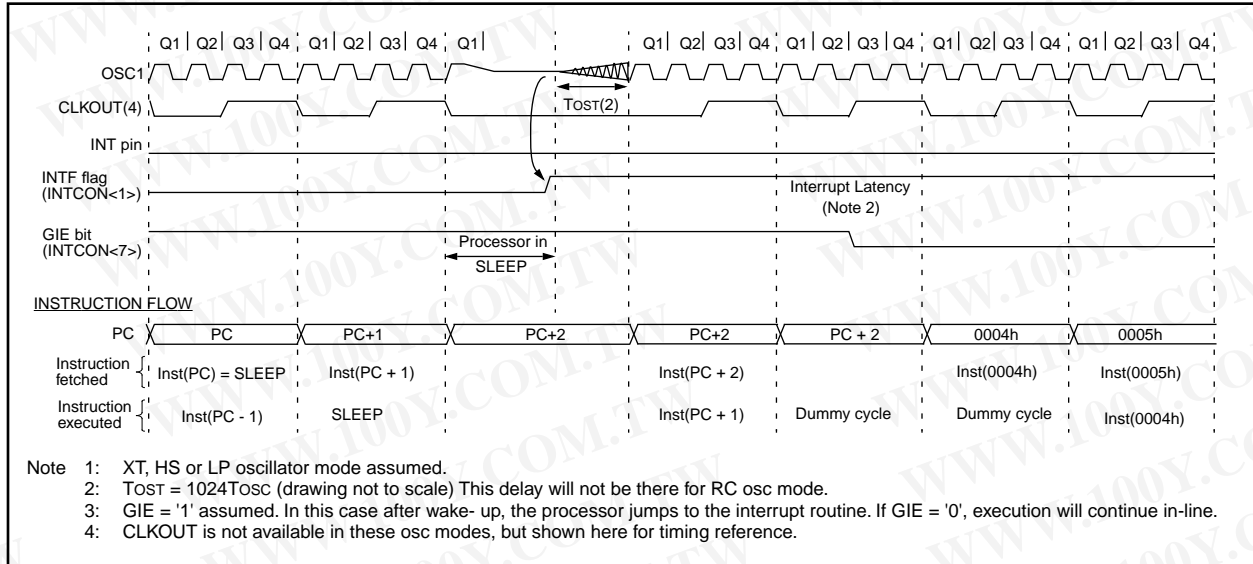 Q1 Q2 Q3 Q4 Q1 Q2 Q3 Q4 Q1 Q1 Q2 Q3 Q4 Q1 Q2 Q3 Q4 Q1 Q2 Q3 Q4 Q1 Q2 Q3 Q4
OSC1
TOST(2)
CLKOUT(4)
INT pin
INTF flag
(INTCON<1>)
Interrupt Latency
(Note 2)
GIE bit
(INTCON<7>)
Processor in
SLEEP
INSTRUCTION FLOW
PC PC PC+1 PC+2 PC+2 PC + 2 0004h 0005h
Instruction
fetched
Inst(PC) = SLEEP Inst(PC + 1) Inst(PC + 2) Inst(0004h) Inst(0005h)
Instruction
executed
Inst(PC - 1) SLEEP Inst(PC + 1) Dummy cycle Dummy cycle Inst(0004h)
Note 1: XT, HS or LP oscillator mode assumed.
2: TOST = 1024TOSC (drawing not to scale) This delay will not be there for RC osc mode.
3: GIE = '1' assumed. In this case after wake- up, the processor jumps to the interrupt routine. If GIE = '0', execution will continue in-line.
4: CLKOUT is not available in these osc modes, but shown here for timing reference.
WWW.100Y.COM.TW